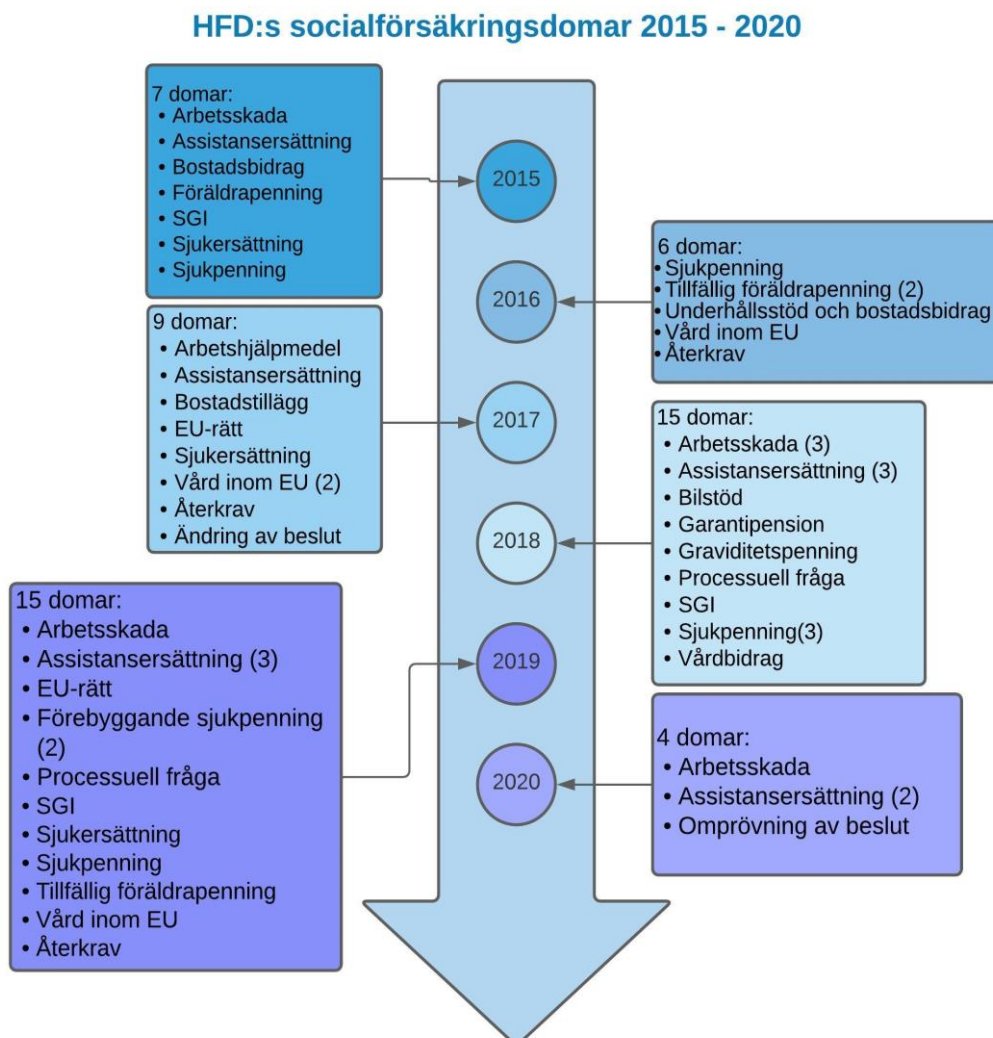 HFD:s socialförsäkringsdomar 2015 - 2020
7 domar:
• Arbetsskada
• Assistansersättning
• Bostadsbidrag
• Föräldrapenning
• SGI
• Sjukersättning
• Sjukpenning
2015
6 domar:
• Sjukpenning
• Tillfällig föräldrapenning (2)
• Underhållsstöd och bostadsbidrag
• Vård inom EU
• Återkrav
2016
9 domar:
• Arbetshjälpmedel
• Assistansersättning
• Bostadstillägg
• EU-rätt
• Sjukersättning
• Vård inom EU (2)
• Återkrav
• Ändring av beslut
2017
15 domar:
• Arbetsskada (3)
• Assistansersättning (3)
• Bilstöd
• Garantipension
• Graviditetspenning
• Processuell fråga
• SGI
• Sjukpenning(3)
• Vårdbidrag
2018
15 domar:
• Arbetsskada
• Assistansersättning (3)
• EU-rätt
• Förebyggande sjukpenning
(2)
• Processuell fråga
• SGI
• Sjukersättning
• Sjukpenning
• Tillfällig föräldrapenning
• Vård inom EU
• Återkrav
2019
4 domar:
• Arbetsskada
• Assistansersättning (2)
• Omprövning av beslut
2020